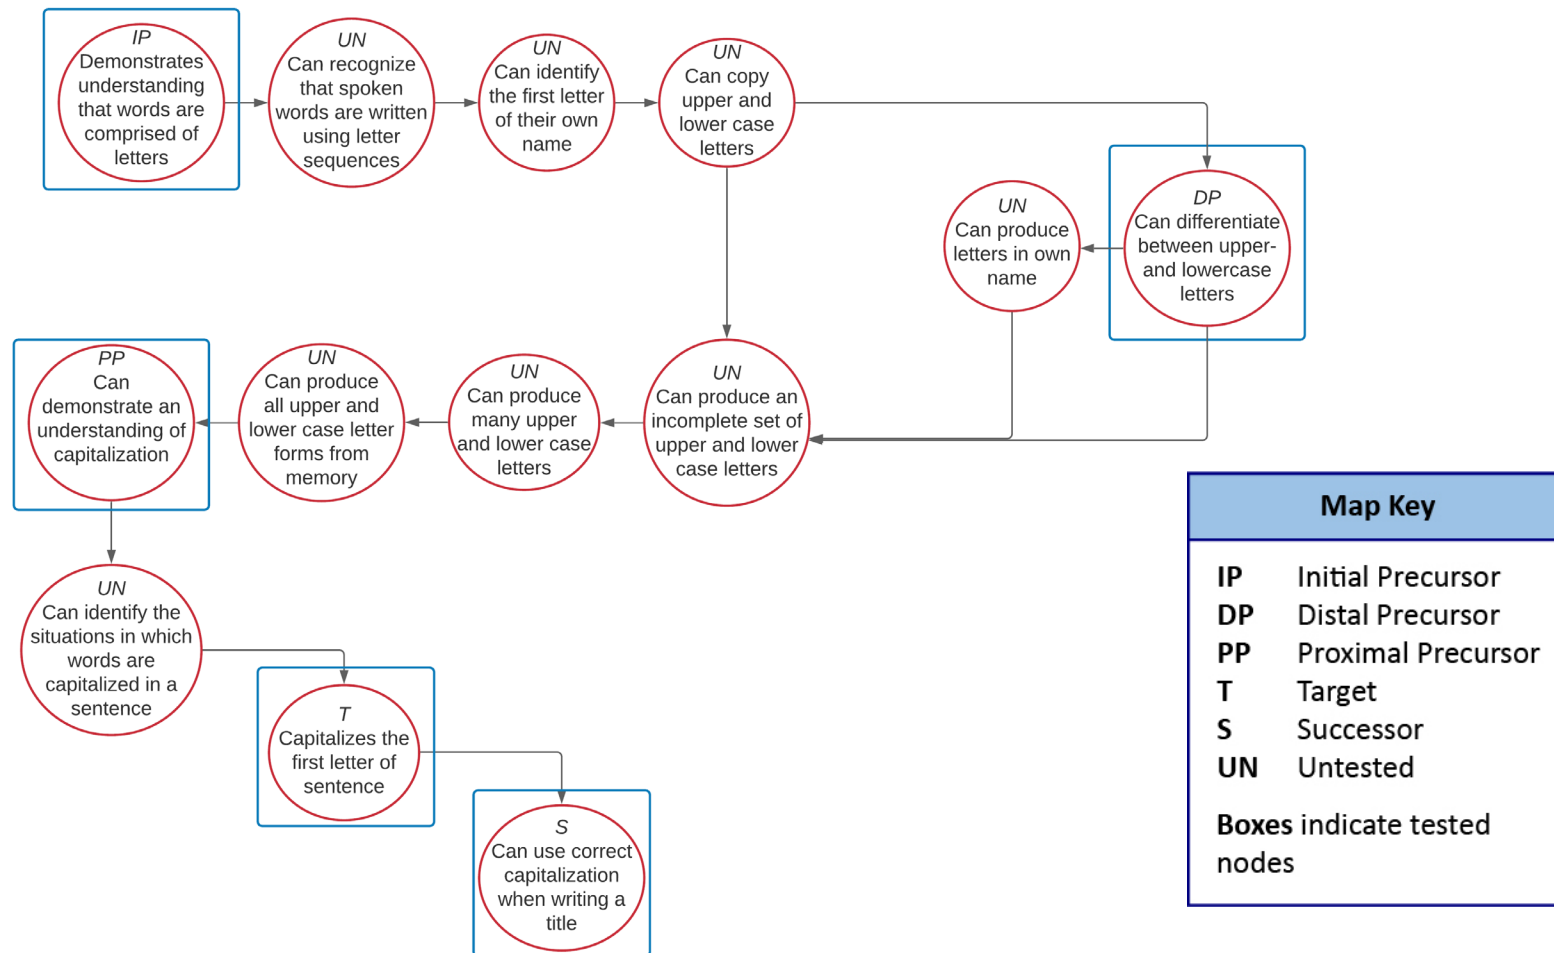 IP
Demonstrates
understanding
that words are
comprised of
letters
UN
Can recognize
that spoken
words are written
using letter
sequences
UN
Can identify
the first letter
of their own
name
UN
Can copy
upper and
lower case
letters
DP
Can differentiate
between upper-
and lowercase
letters
UN
Can produce
letters in own
name
UN
Can produce an
incomplete set of
upper and lower
case letters
UN
Can produce
many upper
and lower case
letters
UN
Can produce
all upper and
lower case letter
forms from
memory
PP
Can
demonstrate an
understanding of
capitalization
UN
Can identify the
situations in which
words are
capitalized in a
sentence
T
Capitalizes the
first letter of
sentence
S
Can use correct
capitalization
when writing a
title
Map Key
IP Initial Precursor
DP Distal Precursor
PP Proximal Precursor
T Target
S Successor
UN Untested
Boxes indicate tested
nodes